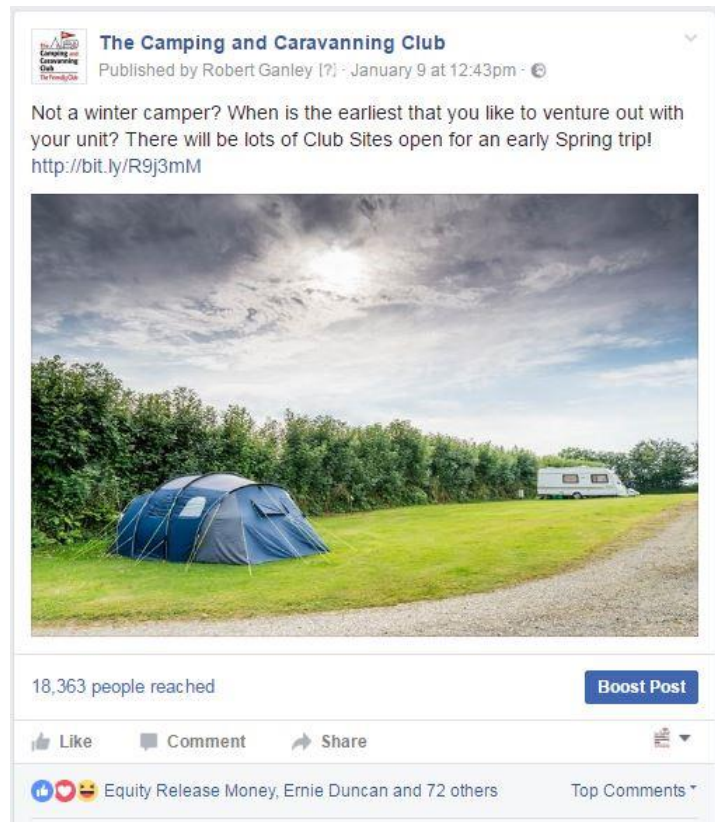 The Camping and Caravanning Club
Published by Robert Ganley [?] · January 9 at 12:43pm ·
Not a winter camper? When is the earliest that you like to venture out with
your unit? There will be lots of Club Sites open for an early Spring trip!
http://bit.ly/R9j3mM
18,363 people reached
Boost Post
Like Comment Share
Equity Release Money, Ernie Duncan and 72 others
Top Comments